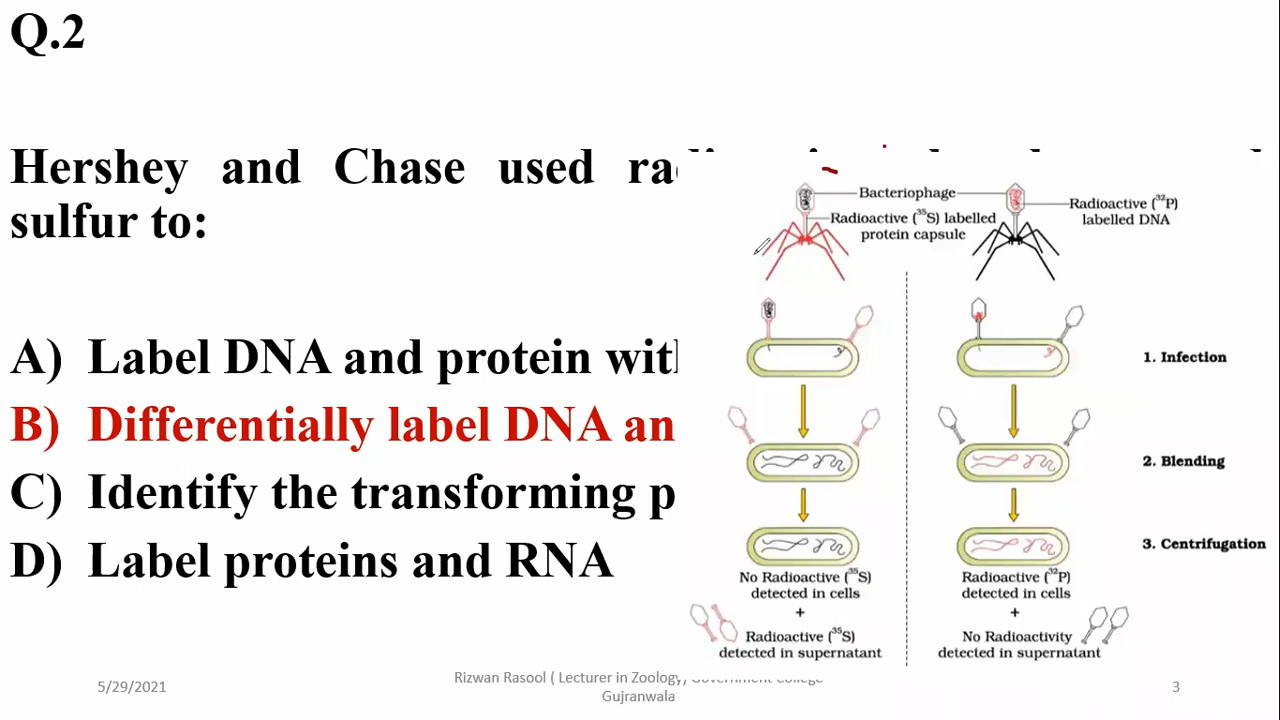 Q.2
Hershey and Chase used
sulfur to:
A) Label DNA and protein
B) Differentially label DNA
C) Identify the transforming
D) Label proteins and RNA
Bacteriophage
Radioactive (³⁵S) labelled
protein capsule
Radioactive (³²P)
labelled DNA
1. Infection
2. Blending
3. Centrifugation
No Radioactive (³⁵S)
detected in cells
+
Radioactive (³⁵S)
detected in supernatant
Radioactive (³²P)
detected in cells
+
No Radioactivity
detected in supernatant
5/29/2021
Rizwan Rasool ( Lecturer in Zoology) Government College
Gujranwala
3